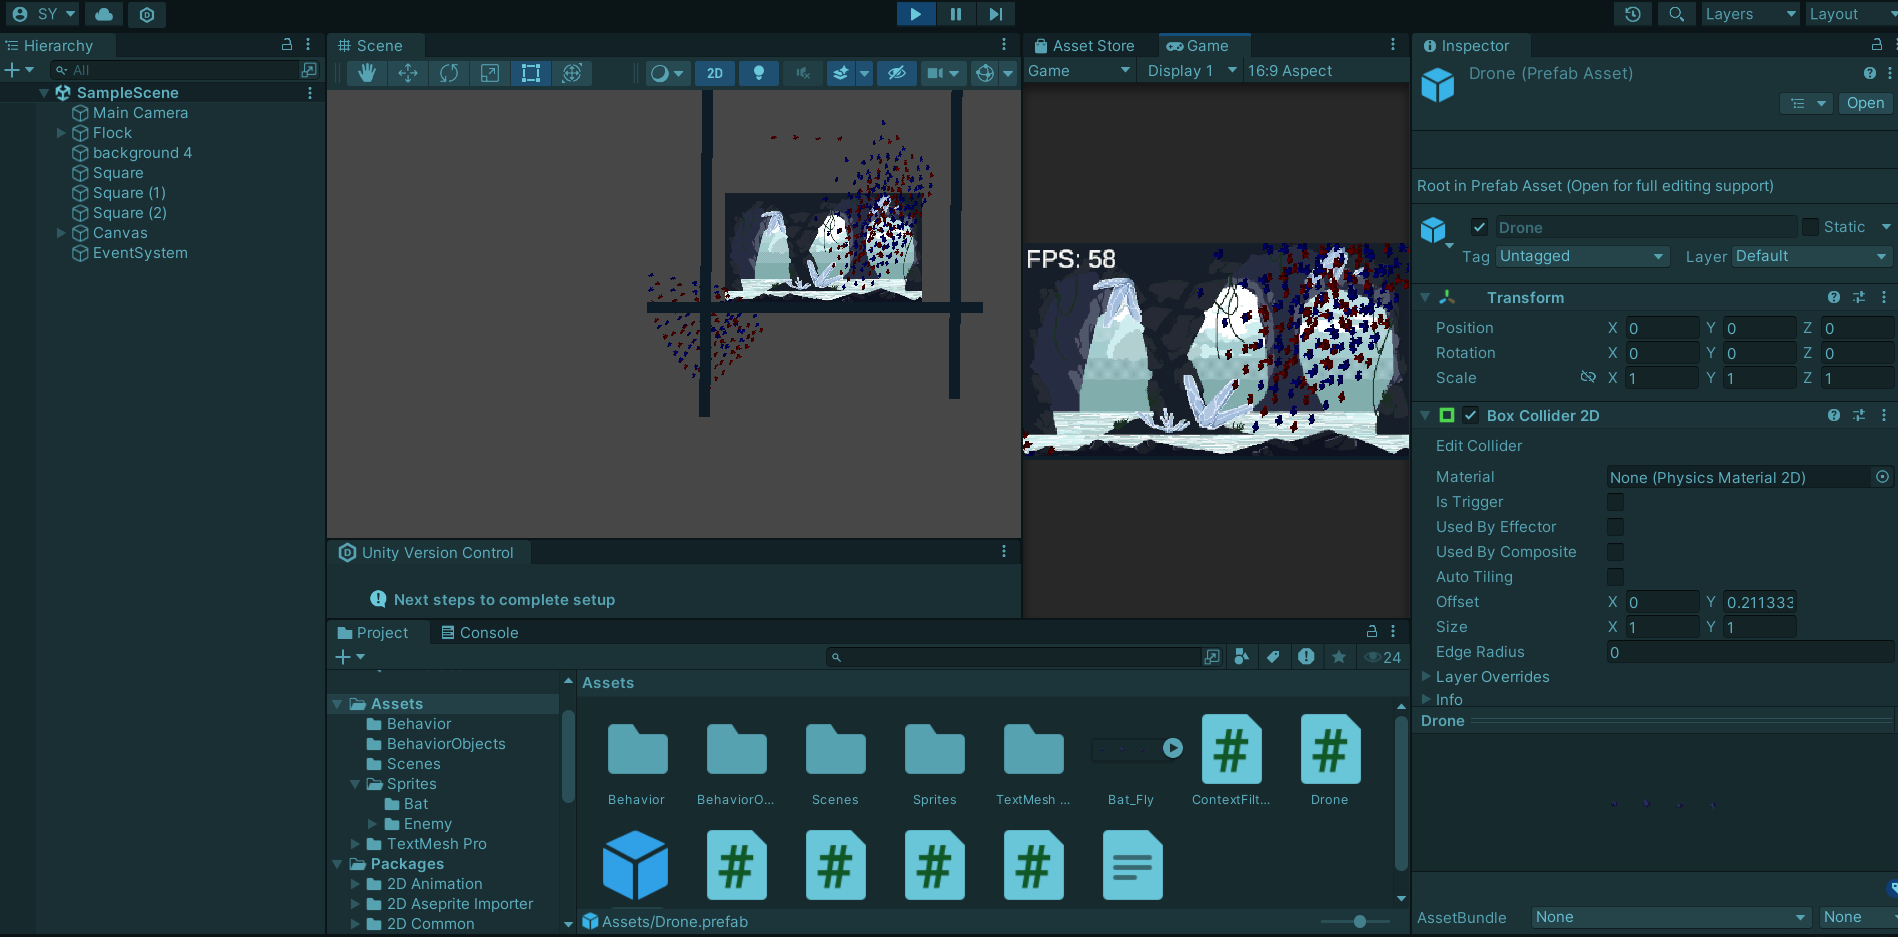 SY
Layers
Layout
Hierarchy
All
SampleScene
Main Camera
Flock
background 4
Square
Square (1)
Square (2)
Canvas
EventSystem
Scene
2D
Asset Store
Game
Game
Display 1
16:9 Aspect
FPS: 58
Unity Version Control
Next steps to complete setup
Project
Console
24
Assets
Behavior
BehaviorObjects
Scenes
Sprites
Bat
Enemy
TextMesh Pro
Packages
2D Animation
2D Aseprite Importer
2D Common
Assets
Behavior
BehaviorO...
Scenes
Sprites
TextMesh ...
Bat_Fly
ContextFilt...
Drone
Assets/Drone.prefab
Inspector
Drone (Prefab Asset)
Open
Root in Prefab Asset (Open for full editing support)
Drone
Static
Tag Untagged
Layer Default
Transform
Position X 0 Y 0 Z 0
Rotation X 0 Y 0 Z 0
Scale X 1 Y 1 Z 1
Box Collider 2D
Edit Collider
Material None (Physics Material 2D)
Is Trigger
Used By Effector
Used By Composite
Auto Tiling
Offset X 0 Y 0.211333
Size X 1 Y 1
Edge Radius 0
Layer Overrides
Info
Drone
AssetBundle None None